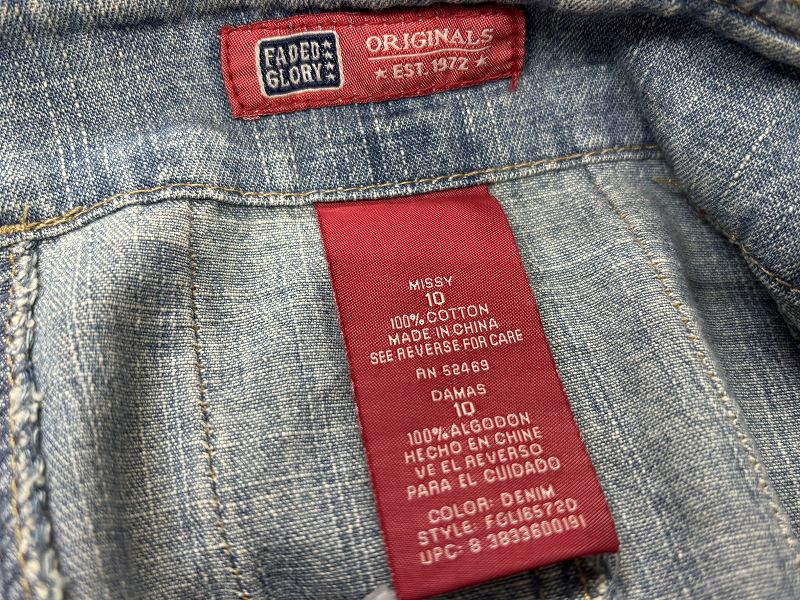 FADED
GLORY
ORIGINALS
EST. 1972
MISSY
10
100% COTTON
MADE IN CHINA
SEE REVERSE FOR CARE
RN 52469
DAMAS
10
100% ALGODON
HECHO EN CHINE
VE EL REVERSO
PARA EL CUIDADO
COLOR: DENIM
STYLE: FGL16572D
UPC: 8 3833600191